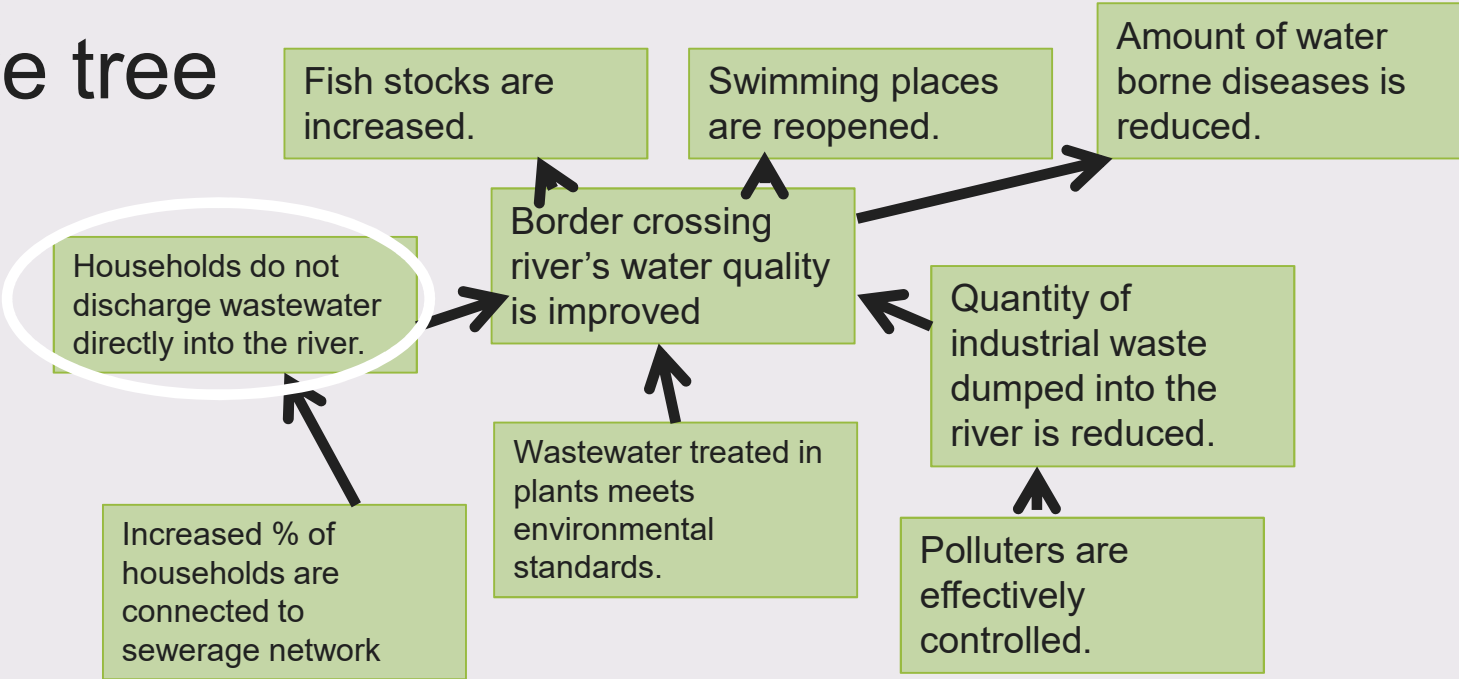 e tree
Fish stocks are
increased.
Swimming places
are reopened.
Amount of water
borne diseases is
reduced.
Households do not
discharge wastewater
directly into the river.
Border crossing
river's water quality
is improved
Quantity of
industrial waste
dumped into the
river is reduced.
Increased % of
households are
connected to
sewerage network
Wastewater treated in
plants meets
environmental
standards.
Polluters are
effectively
controlled.